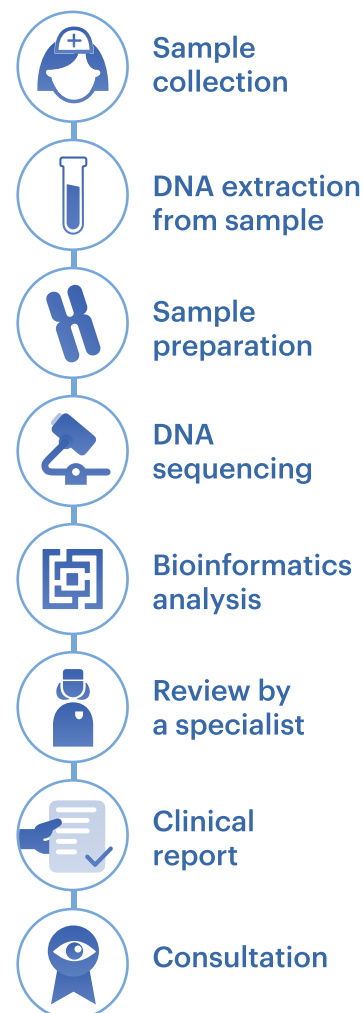 Sample
collection
DNA extraction
from sample
Sample
preparation
DNA
sequencing
Bioinformatics
analysis
Review by
a specialist
Clinical
report
Consultation